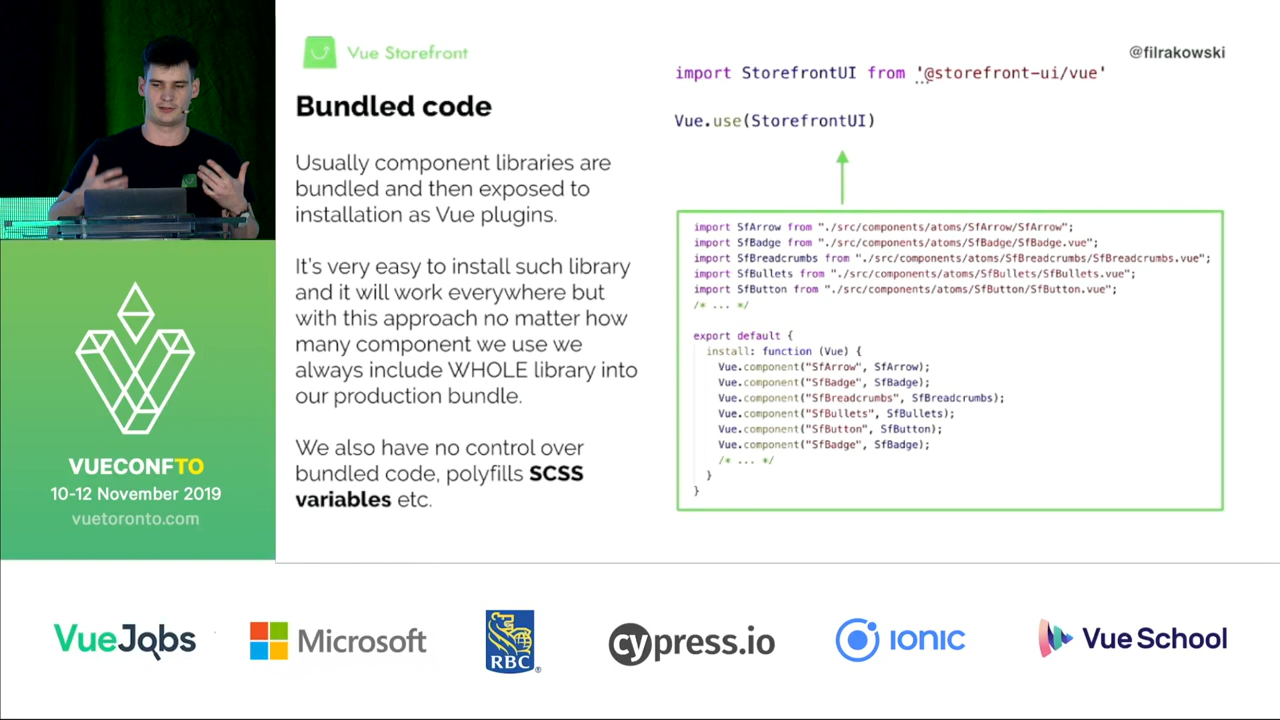 Vue Storefront
@filrakowski
Bundled code
Usually component libraries are
bundled and then exposed to
installation as Vue plugins.
It's very easy to install such library
and it will work everywhere but
with this approach no matter how
many component we use we
always include WHOLE library into
our production bundle.
We also have no control over
bundled code, polyfills SCSS
variables etc.
import StorefrontUI from '@storefront-ui/vue'
Vue.use(StorefrontUI)
import SfArrow from "./src/components/atoms/SfArrow/SfArrow";
import SfBadge from "./src/components/atoms/SfBadge/SfBadge.vue";
import SfBreadcrumbs from "./src/components/atoms/SfBreadcrumbs/SfBreadcrumbs.vue";
import SfBullets from "./src/components/atoms/SfBullets/SfBullets.vue";
import SfButton from "./src/components/atoms/SfButton/SfButton.vue";
/* ... */
export default {
install: function (Vue) {
Vue.component("SfArrow", SfArrow);
Vue.component("SfBadge", SfBadge);
Vue.component("SfBreadcrumbs", SfBreadcrumbs);
Vue.component("SfBullets", SfBullets);
Vue.component("SfButton", SfButton);
Vue.component("SfBadge", SfBadge);
/* ... */
}
}
VUECONFTO
10-12 November 2019
vuetoronto.com
VueJobs
Microsoft
RBC
cypress.io
IONIC
Vue School